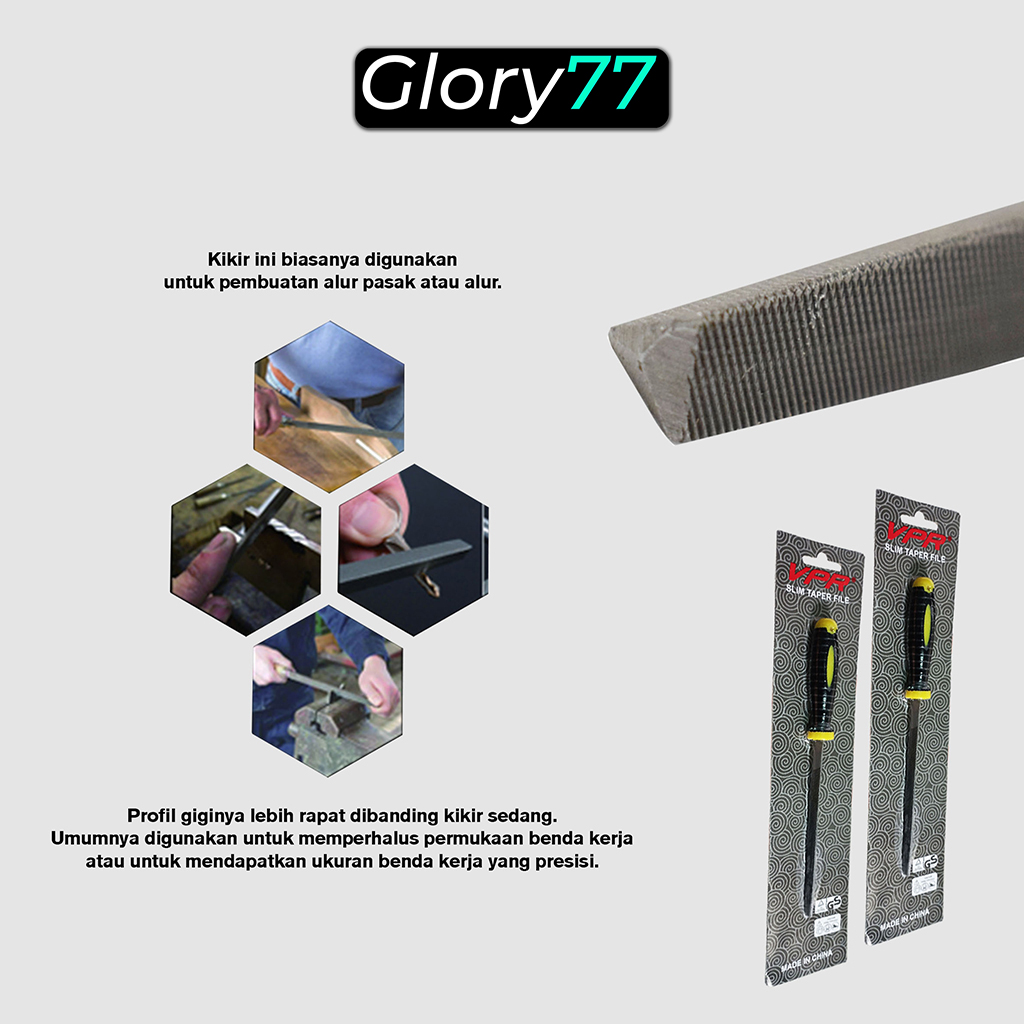 Glory77
Kikir ini biasanya digunakan
untuk pembuatan alur pasak atau alur.
Profil giginya lebih rapat dibanding kikir sedang.
Umumnya digunakan untuk memperhalus permukaan benda kerja
atau untuk mendapatkan ukuran benda kerja yang presisi.
VPR
SLIM TAPER FILE
GS
MADE IN CHINA
VPR
SLIM TAPER FILE
GS
MADE IN CHINA